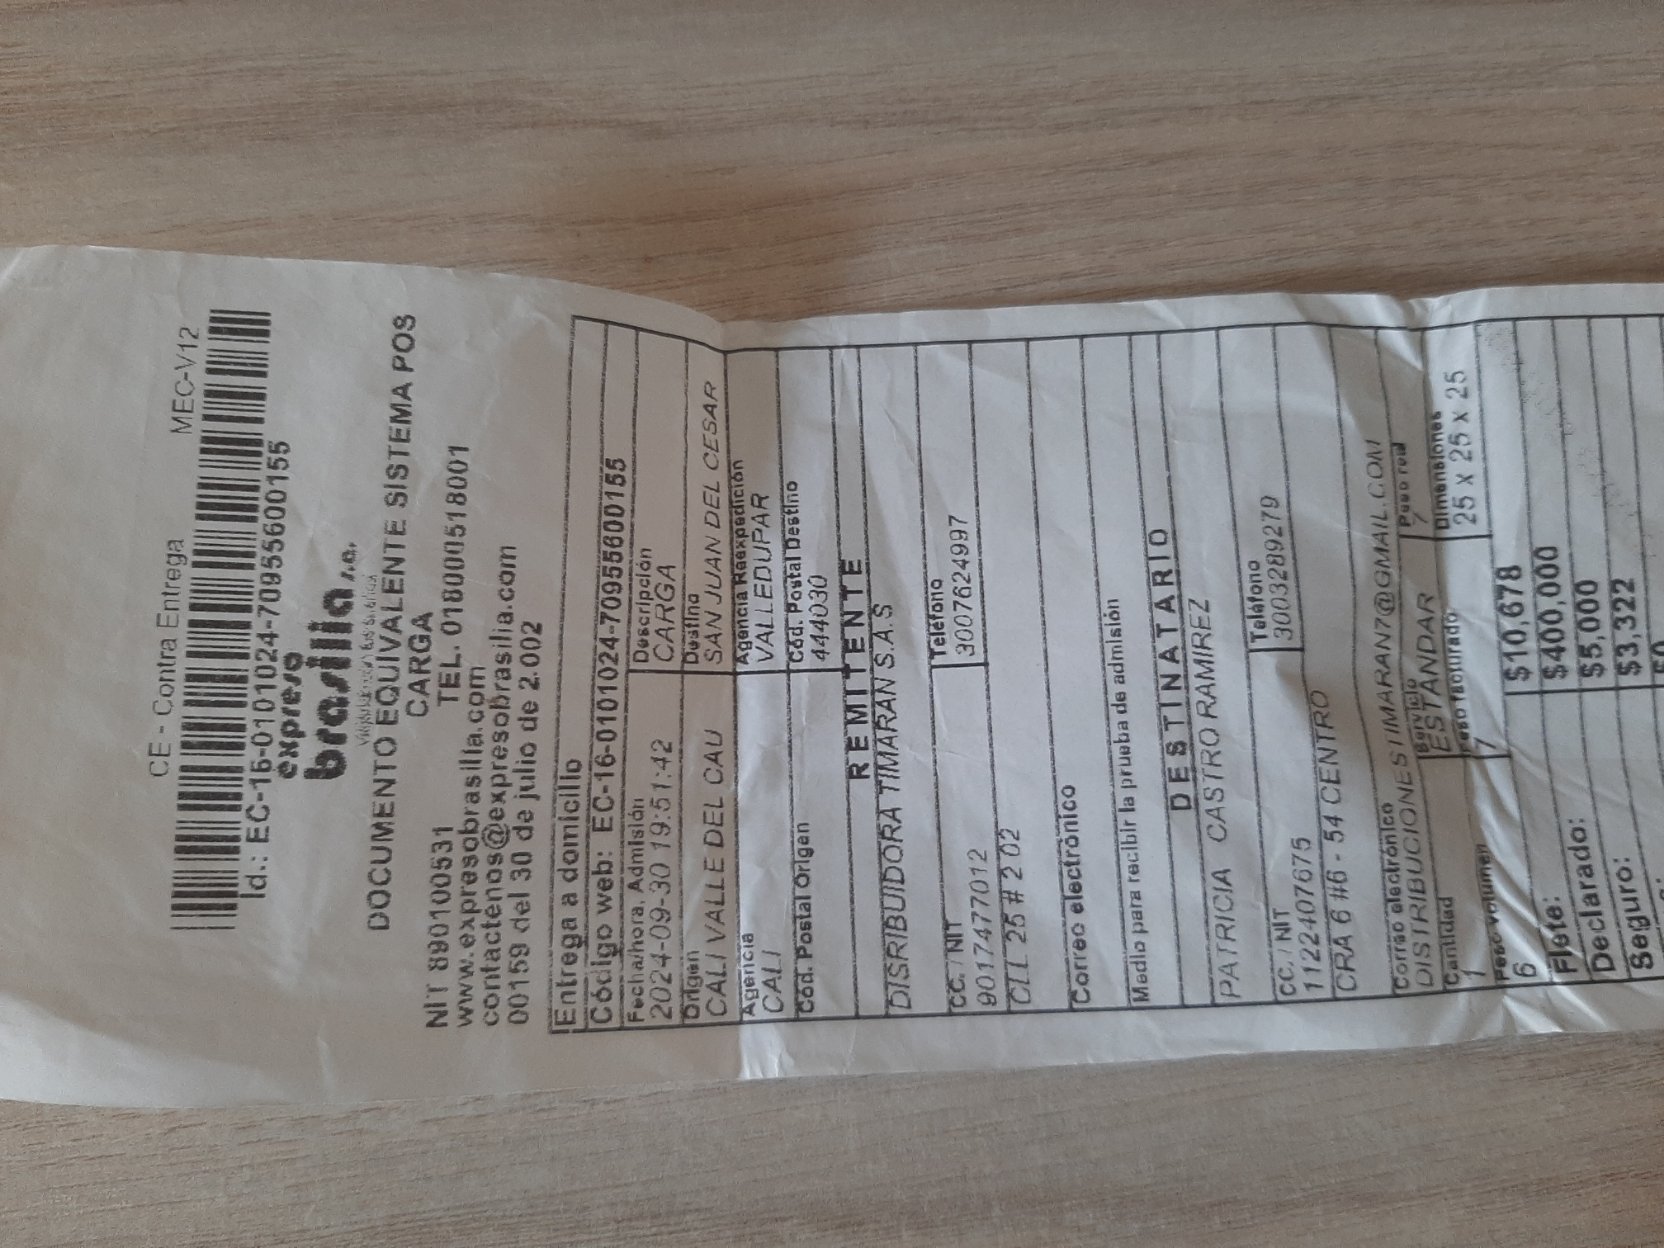 CE - Contra Entrega MEC-V12
Id.: EC-16-0101024-70955600155
expreso
brasilia s.a.
DOCUMENTO EQUIVALENTE SISTEMA POS
CARGA
NIT 890100531 TEL. 018000518001
www.expresobrasilia.com
contactenos@expresobrasilia.com
00159 del 30 de julio de 2.002
Entrega a domicilio
Código web: EC-16-0101024-70955600155
Fecha/hora. Admisión Descripción
2024-09-30 19:51:42 CARGA
Origen Destino
CALI VALLE DEL CAU SAN JUAN DEL CESAR
Agencia Agencia Reexpedición
CALI VALLEDUPAR
Cód. Postal Origen Cód. Postal Destino
444030
REMITENTE
DISRIBUIDORA TIMARAN S.A.S
CC. / NIT Teléfono
9017477012 3007624997
CLL 25 # 2 02
Correo electrónico
Medio para recibir la prueba de admisión
DESTINATARIO
PATRICIA CASTRO RAMIREZ
CC. / NIT Teléfono
1122407675 3003289279
CRA 6 #6 - 54 CENTRO
Correo electrónico
DISTRIBUCIONESTIMARAN7@GMAIL.COM
Cantidad Servicio Peso real
1 ESTANDAR 7
Peso volumen Peso facturado Dimensiones
6 7 25 x 25 x 25
Flete: $10,678
Declarado: $400,000
Seguro: $5,000
$3,322
$0